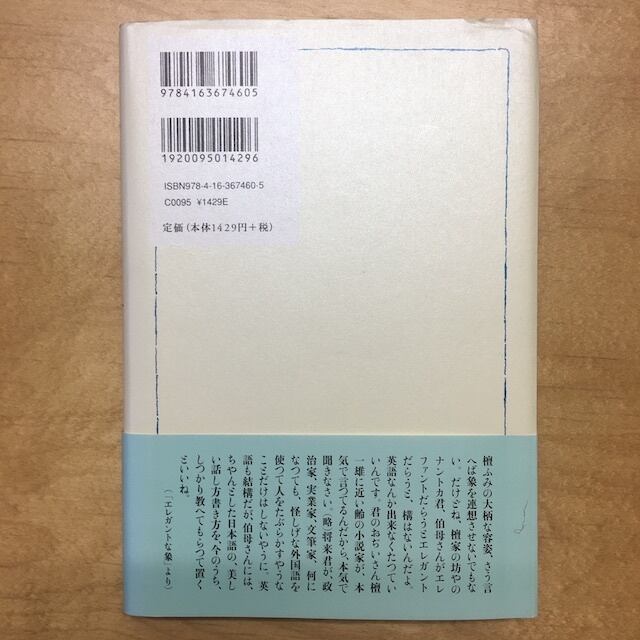 9784163674605
1920095014296
ISBN978-4-16-367460-5
C0095 ¥1429E
定価(本体1429円+税)
檀ふみの大柄な容姿、さう言
へば象を連想させないでもな
い。だけどね、檀家の坊やの
ナントカ君、伯母さんがエレ
ファントだらうとエレガント
だらうと、構はないんだよ。
英語なんか出来なくたつてい
いんです。君のおぢいさん檀
一雄に近い齢の小説家が、本
気で言つてるんだから、本気で
聞きなさい。(略)将来君が、政
治家、実業家、文筆家、何に
なつても、怪しげな外国語を
使つて人をたぶらかすやうな
ことだけはしないやうに。英
語も結構だが、伯母さんには、
ちやんとした日本語の、美し
い話し方書き方を、今のうち、
しつかり教へてもらつて置く
といいね。
(「エレガントな象」より)